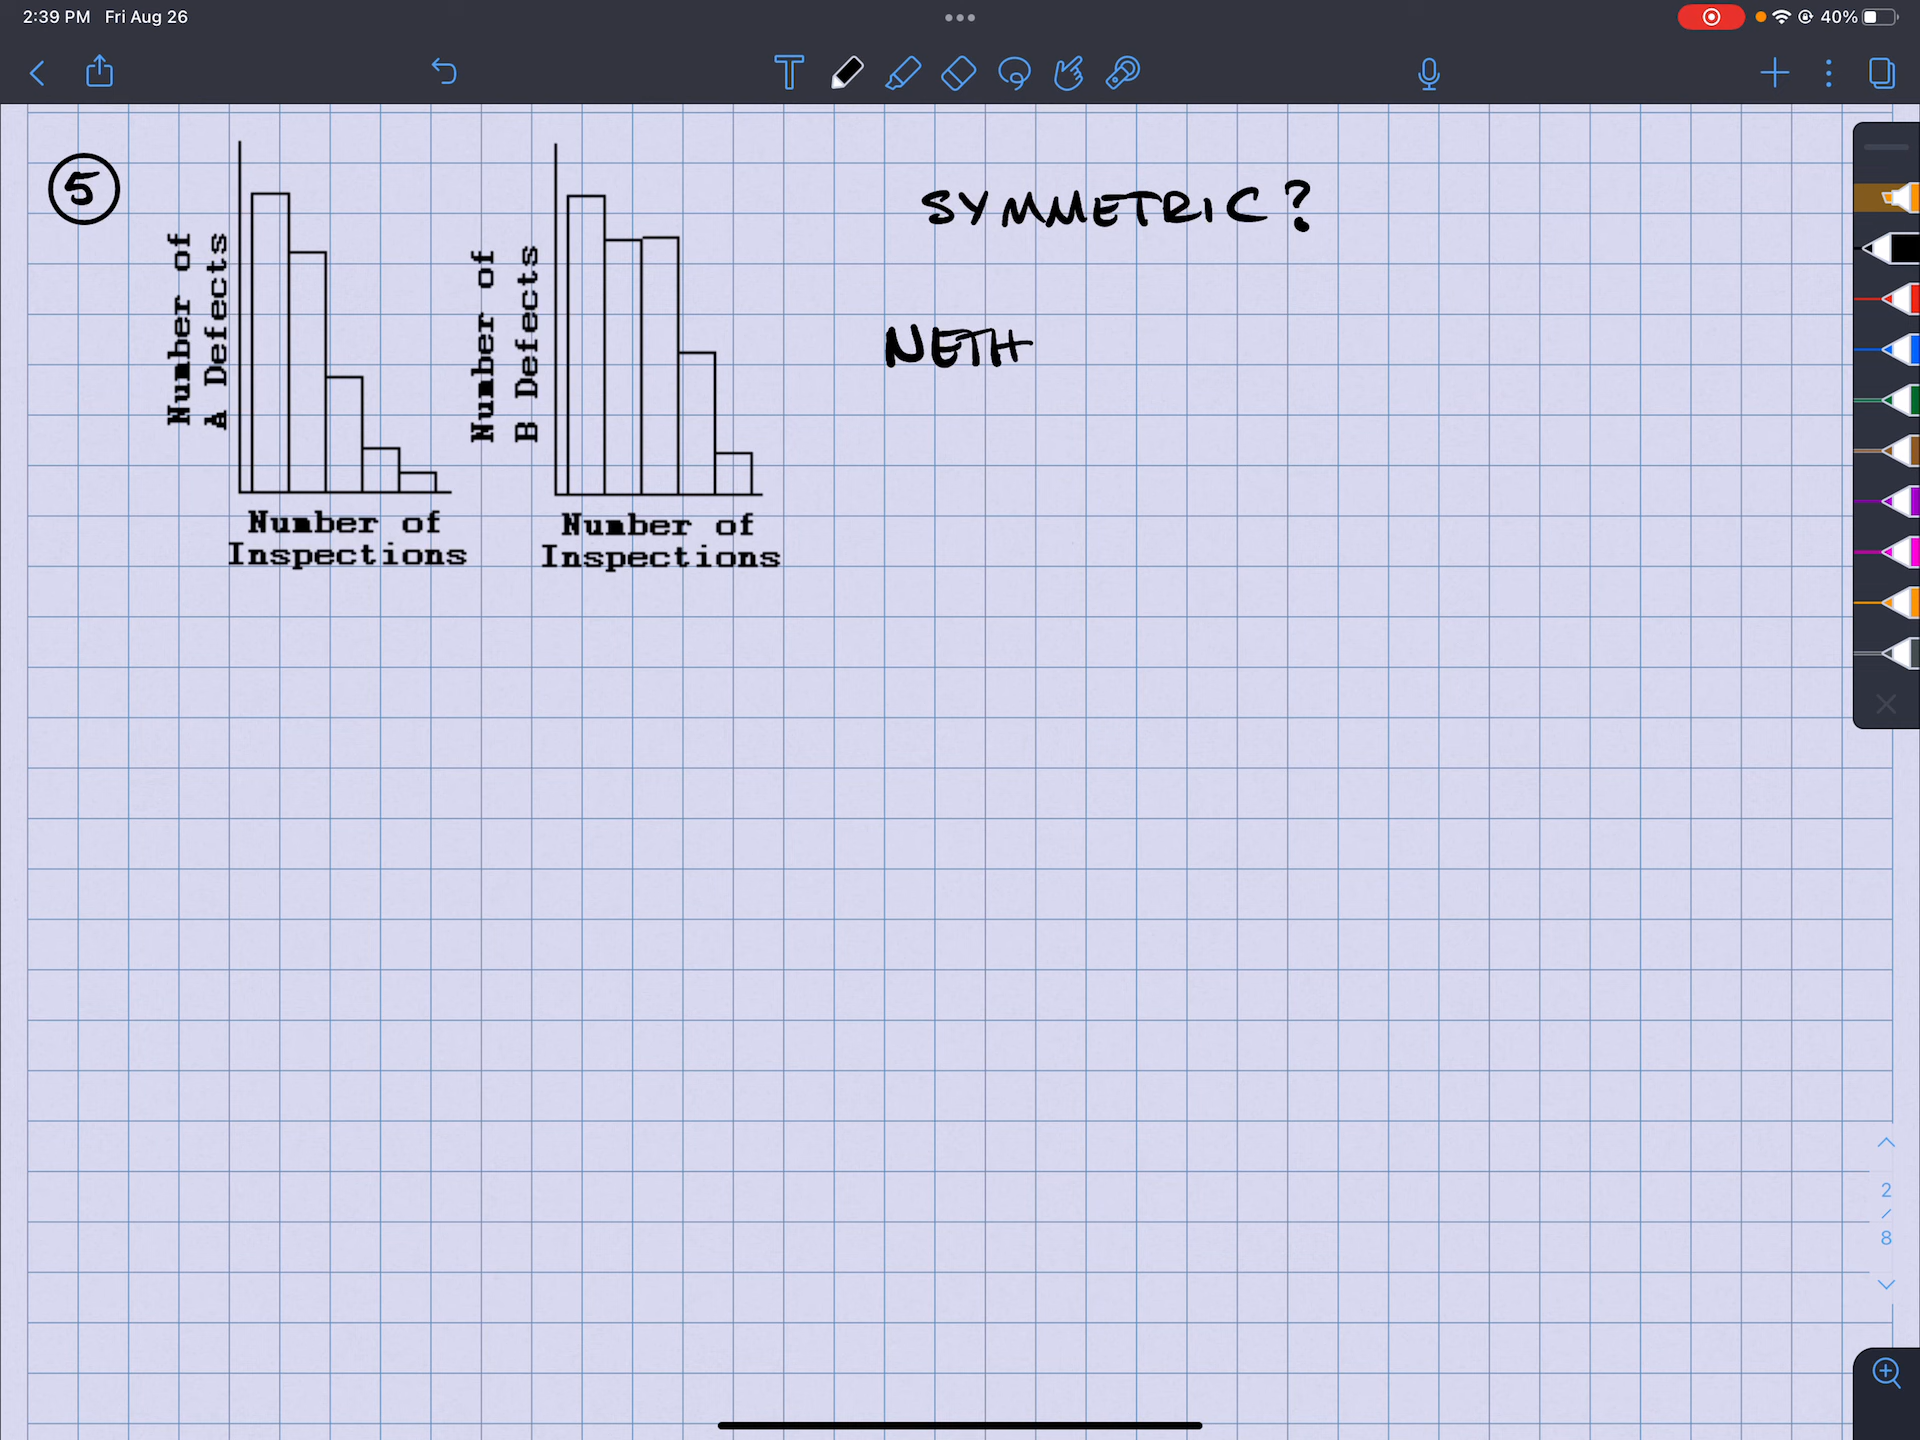 2:39 PM Fri Aug 26
40%
5
Number of
A Defects
Number of
Inspections
Number of
B Defects
Number of
Inspections
SYMMETRIC?
NETH
2
/
8